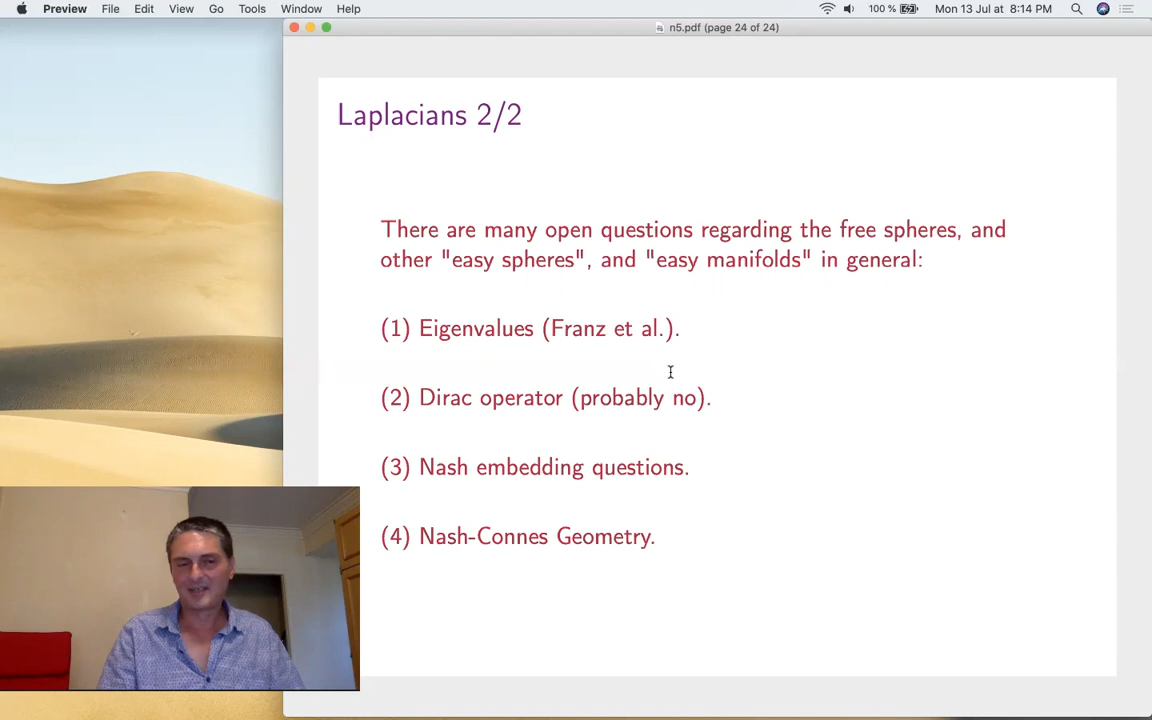 Preview File Edit View Go Tools Window Help 100 % Mon 13 Jul at 8:14 PM
n5.pdf (page 24 of 24)
Laplacians 2/2
There are many open questions regarding the free spheres, and
other "easy spheres", and "easy manifolds" in general:
(1) Eigenvalues (Franz et al.).
(2) Dirac operator (probably no).
(3) Nash embedding questions.
(4) Nash-Connes Geometry.